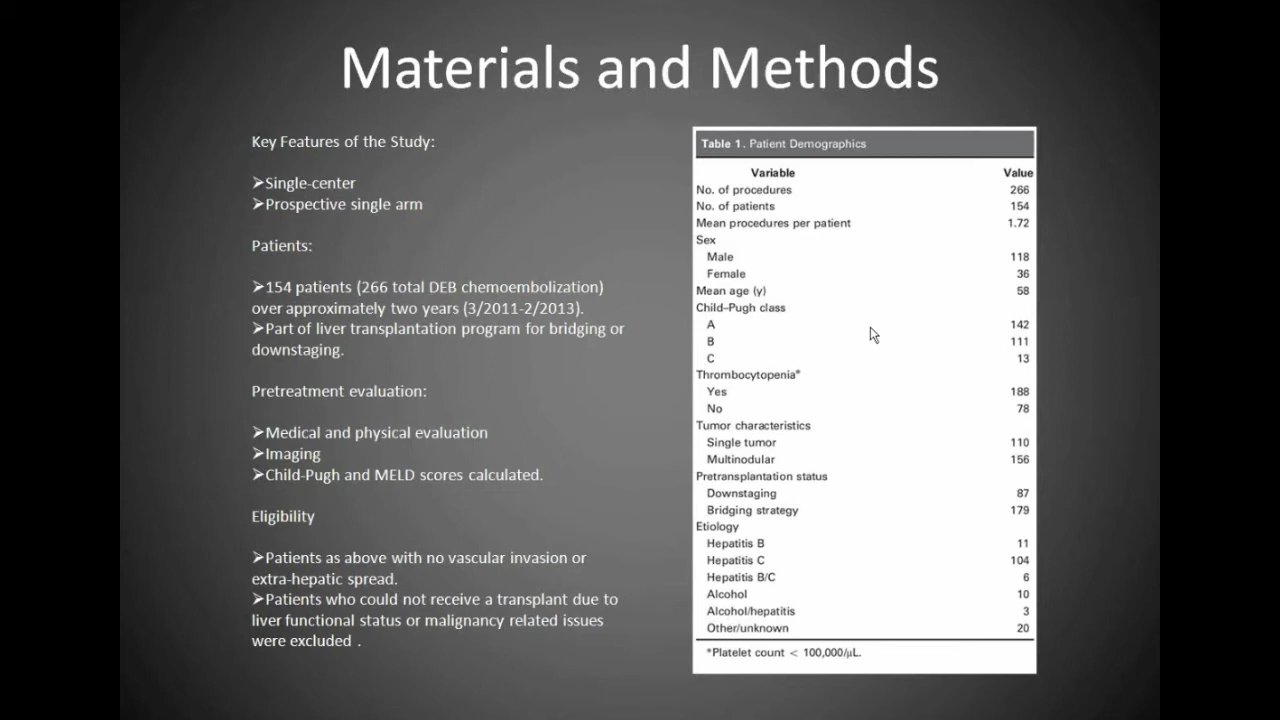 Materials and Methods
Key Features of the Study:
➢Single-center
➢Prospective single arm
Patients:
➢154 patients (266 total DEB chemoembolization)
over approximately two years (3/2011-2/2013).
➢Part of liver transplantation program for bridging or
downstaging.
Pretreatment evaluation:
➢Medical and physical evaluation
➢Imaging
➢Child-Pugh and MELD scores calculated.
Eligibility
➢Patients as above with no vascular invasion or
extra-hepatic spread.
➢Patients who could not receive a transplant due to
liver functional status or malignancy related issues
were excluded .
Table 1. Patient Demographics
Variable Value
No. of procedures 266
No. of patients 154
Mean procedures per patient 1.72
Sex
Male 118
Female 36
Mean age (y) 58
Child–Pugh class
A 142
B 111
C 13
Thrombocytopenia*
Yes 188
No 78
Tumor characteristics
Single tumor 110
Multinodular 156
Pretransplantation status
Downstaging 87
Bridging strategy 179
Etiology
Hepatitis B 11
Hepatitis C 104
Hepatitis B/C 6
Alcohol 10
Alcohol/hepatitis 3
Other/unknown 20
*Platelet count < 100,000/μL.